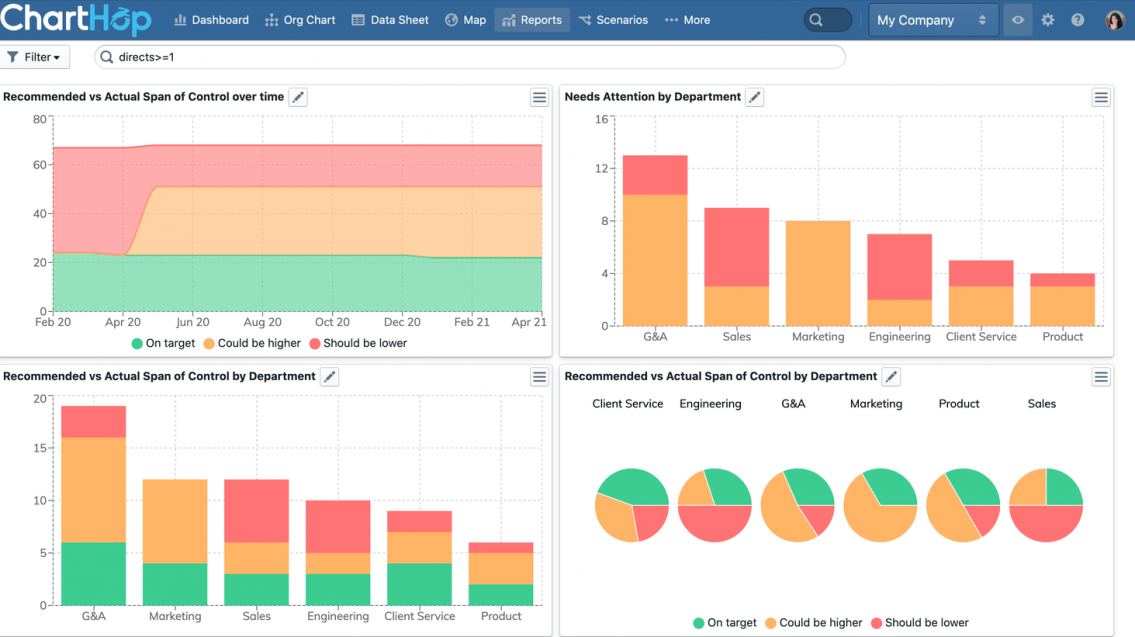 ChartHop Dashboard Org Chart Data Sheet Map Reports Scenarios More My Company
Filter directs>=1
Recommended vs Actual Span of Control over time
80
60
40
20
0
Feb 20 Apr 20 Jun 20 Aug 20 Oct 20 Dec 20 Feb 21 Apr 21
On target Could be higher Should be lower
Needs Attention by Department
16
12
8
4
0
G&A Sales Marketing Engineering Client Service Product
Recommended vs Actual Span of Control by Department
20
15
10
5
0
G&A Marketing Sales Engineering Client Service Product
Recommended vs Actual Span of Control by Department
Client Service Engineering G&A Marketing Product Sales
On target Could be higher Should be lower